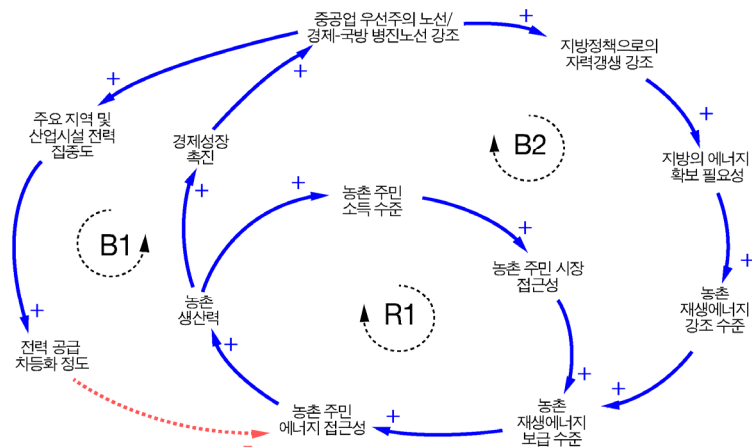 중공업 우선주의 노선/
경제-국방 병진노선 강조
+
지방정책으로의
자력갱생 강조
+
+
주요 지역 및
산업시설 전력
집중도
경제성장
촉진
+
+
B2
지방의 에너지
확보 필요성
+
농촌 주민
소득 수준
+
+
B1
농촌 주민 시장
접근성
+
농촌
생산력
R1
농촌
재생에너지
강조 수준
+
전력 공급
차등화 정도
+
+
+
농촌 주민
에너지 접근성
+
농촌
재생에너지
보급 수준